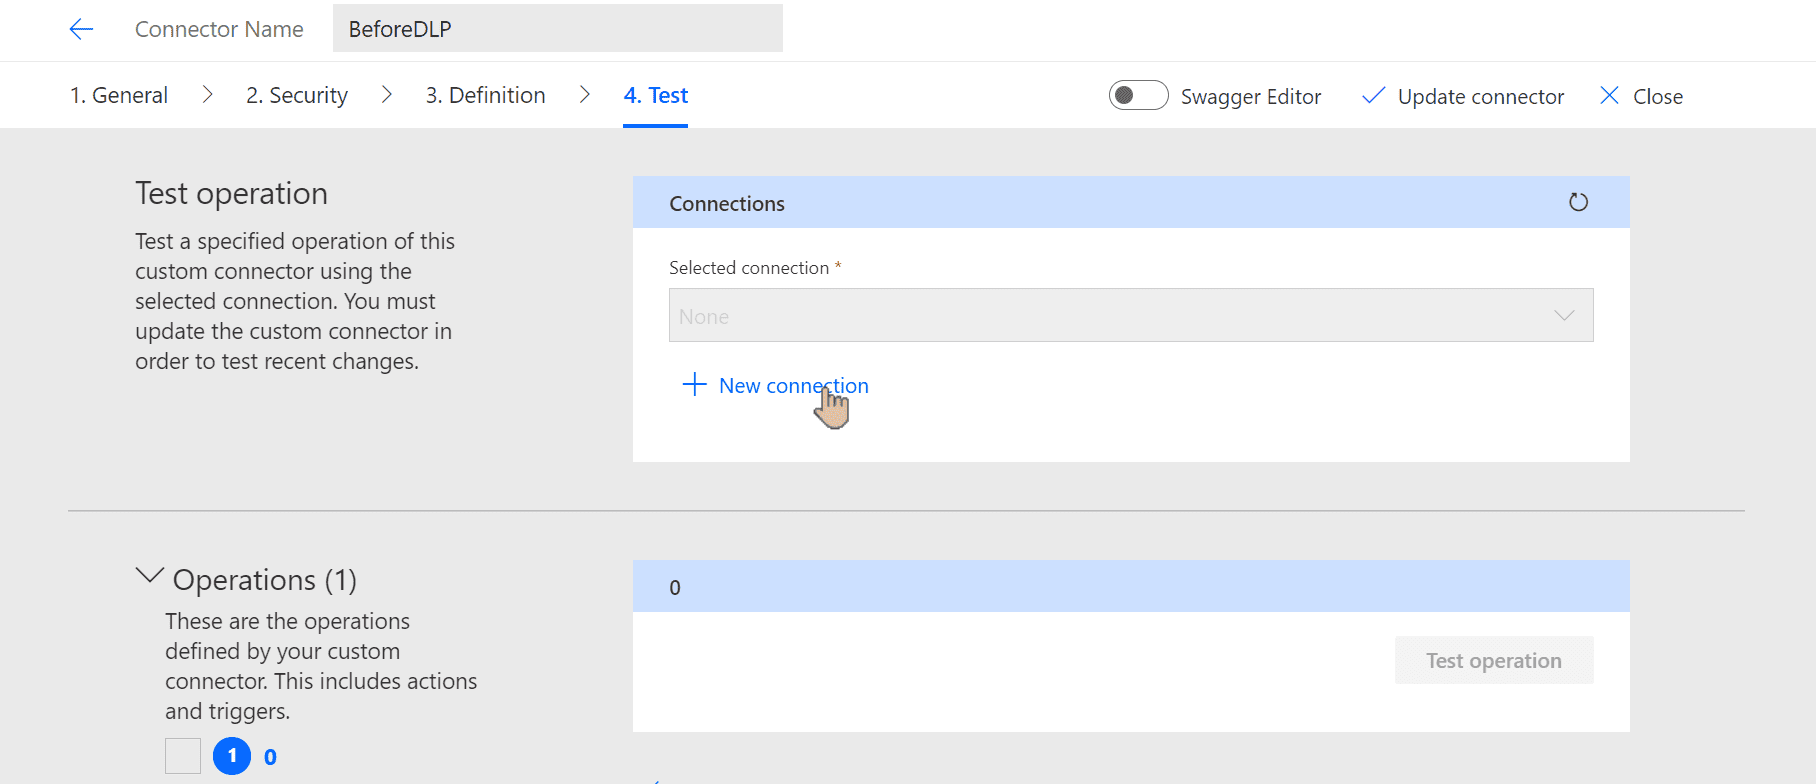 Connector Name
BeforeDLP
1. General
2. Security
3. Definition
4. Test
Swagger Editor
Update connector
Close
Test operation
Test a specified operation of this
custom connector using the
selected connection. You must
update the custom connector in
order to test recent changes.
Connections
Selected connection *
None
New connection
Operations (1)
These are the operations
defined by your custom
connector. This includes actions
and triggers.
1 0
0
Test operation